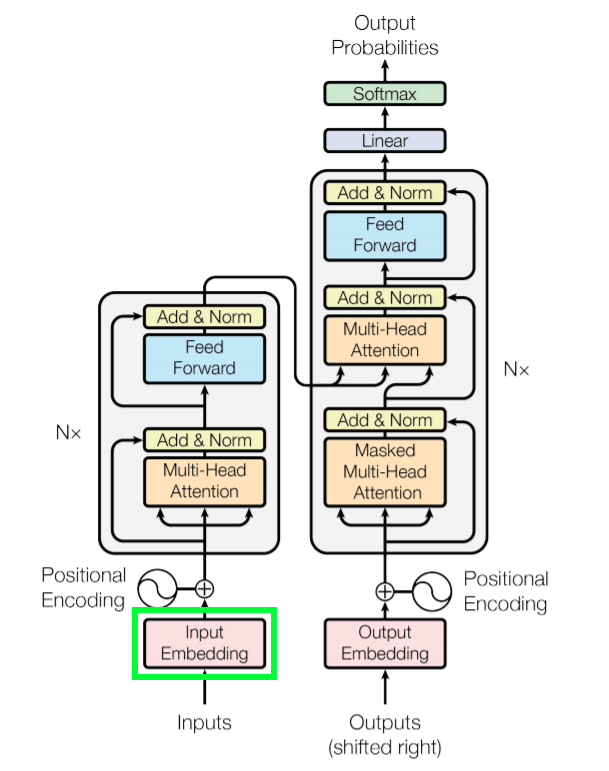 Output
Probabilities
Softmax
Linear
Add & Norm
Feed
Forward
Add & Norm
Multi-Head
Attention
Add & Norm
Masked
Multi-Head
Attention
N×
Positional
Encoding
Output
Embedding
Outputs
(shifted right)
Add & Norm
Feed
Forward
Add & Norm
Multi-Head
Attention
N×
Positional
Encoding
Input
Embedding
Inputs